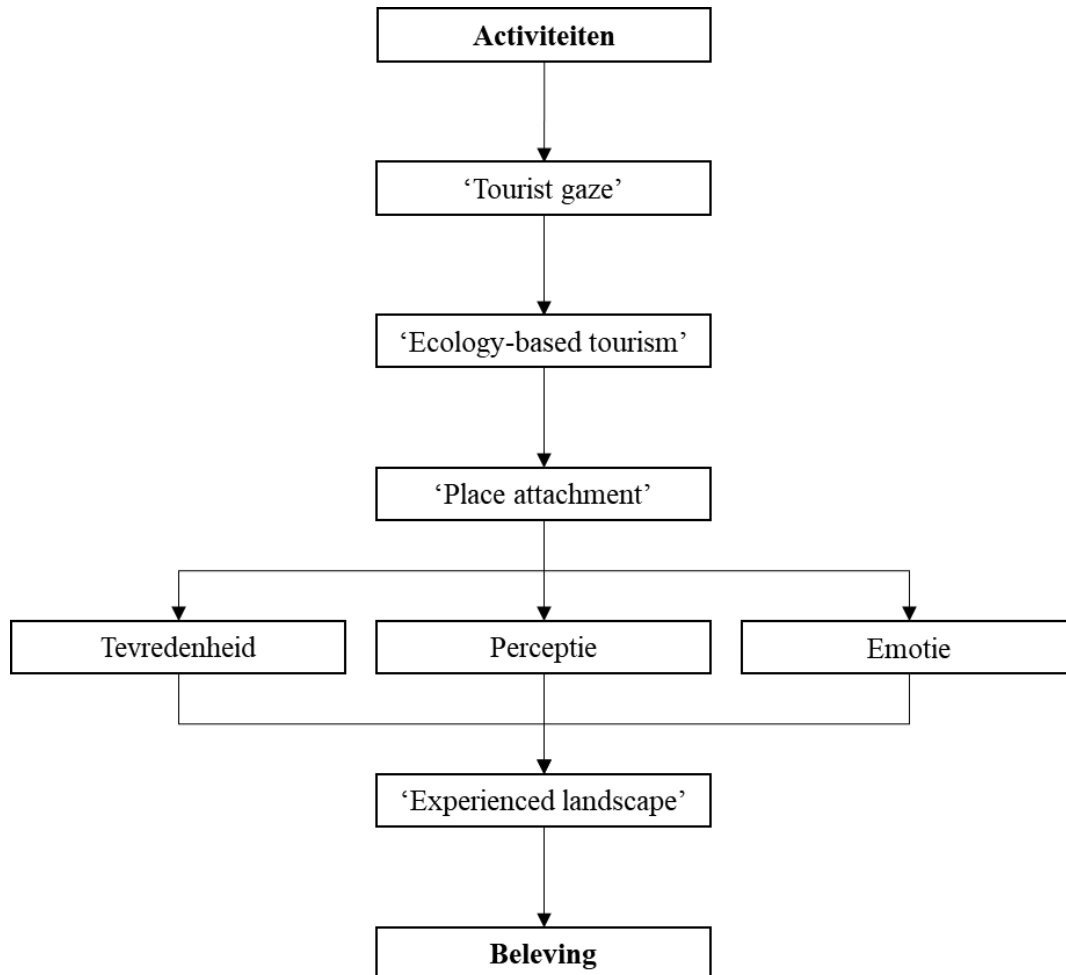 Activiteiten
‘Tourist gaze’
‘Ecology-based tourism’
‘Place attachment’
Tevredenheid
Perceptie
Emotie
‘Experienced landscape’
Beleving